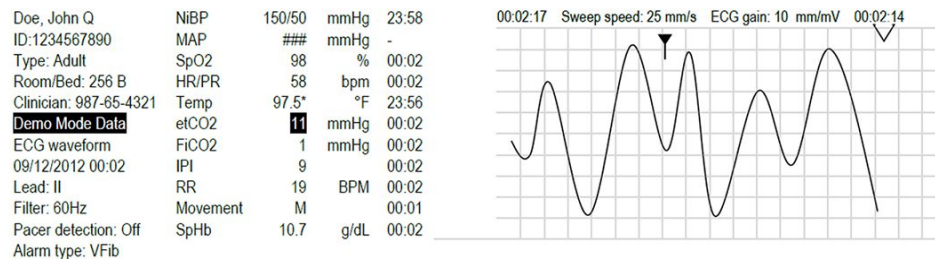 Doe, John Q NiBP 150/50 mmHg 23:58
ID:1234567890 MAP ### mmHg -
Type: Adult SpO2 98 % 00:02
Room/Bed: 256 B HR/PR 58 bpm 00:02
Clinician: 987-65-4321 Temp 97.5* °F 23:56
Demo Mode Data etCO2 11 mmHg 00:02
ECG waveform FiCO2 1 mmHg 00:02
09/12/2012 00:02 IPI 9 00:02
Lead: II RR 19 BPM 00:02
Filter: 60Hz Movement M 00:01
Pacer detection: Off SpHb 10.7 g/dL 00:02
Alarm type: VFib
00:02:17 Sweep speed: 25 mm/s ECG gain: 10 mm/mV 00:02:14